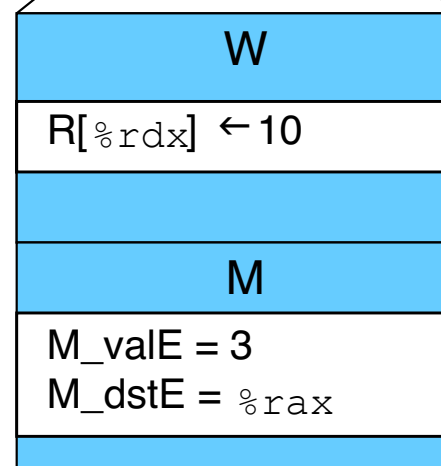 W
R[%rdx] ← 10
M
M_valE = 3
M_dstE = %rax